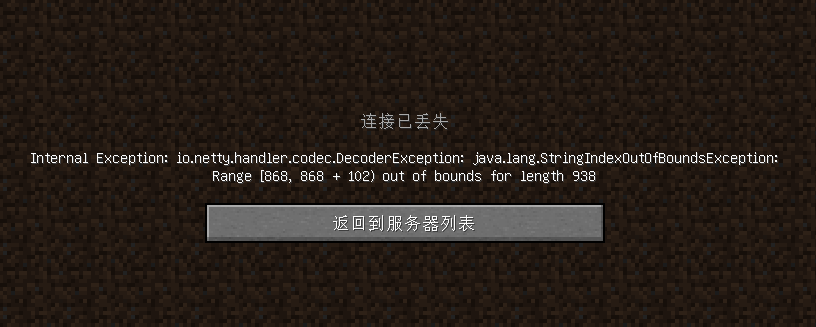 连接已丢失
Internal Exception: io.netty.handler.codec.DecoderException: java.lang.StringIndexOutOfBoundsException:
Range [868, 868 + 102) out of bounds for length 938
返回到服务器列表